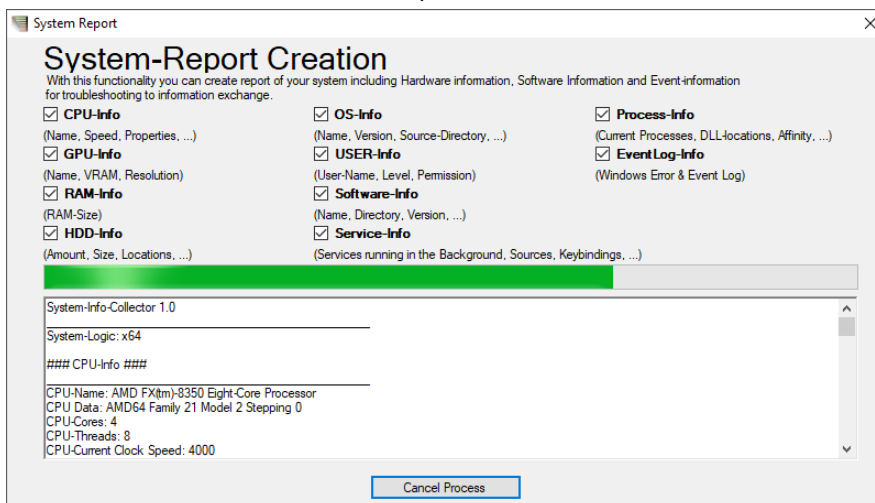 System Report
System-Report Creation
With this functionality you can create report of your system including Hardware information, Software Information and Event-information
for troubleshooting to information exchange.
CPU-Info
(Name, Speed, Properties, ...)
GPU-Info
(Name, VRAM, Resolution)
RAM-Info
(RAM-Size)
HDD-Info
(Amount, Size, Locations, ...)
OS-Info
(Name, Version, Source-Directory, ...)
USER-Info
(User-Name, Level, Permission)
Software-Info
(Name, Directory, Version, ...)
Service-Info
(Services running in the Background, Sources, Keybindings, ...)
Process-Info
(Current Processes, DLL-locations, Affinity, ...)
EventLog-Info
(Windows Error & Event Log)
System-Info-Collector 1.0
System-Logic: x64
### CPU-Info ###
CPU-Name: AMD FX(tm)-8350 Eight-Core Processor
CPU Data: AMD64 Family 21 Model 2 Stepping 0
CPU-Cores: 4
CPU-Threads: 8
CPU-Current Clock Speed: 4000
Cancel Process